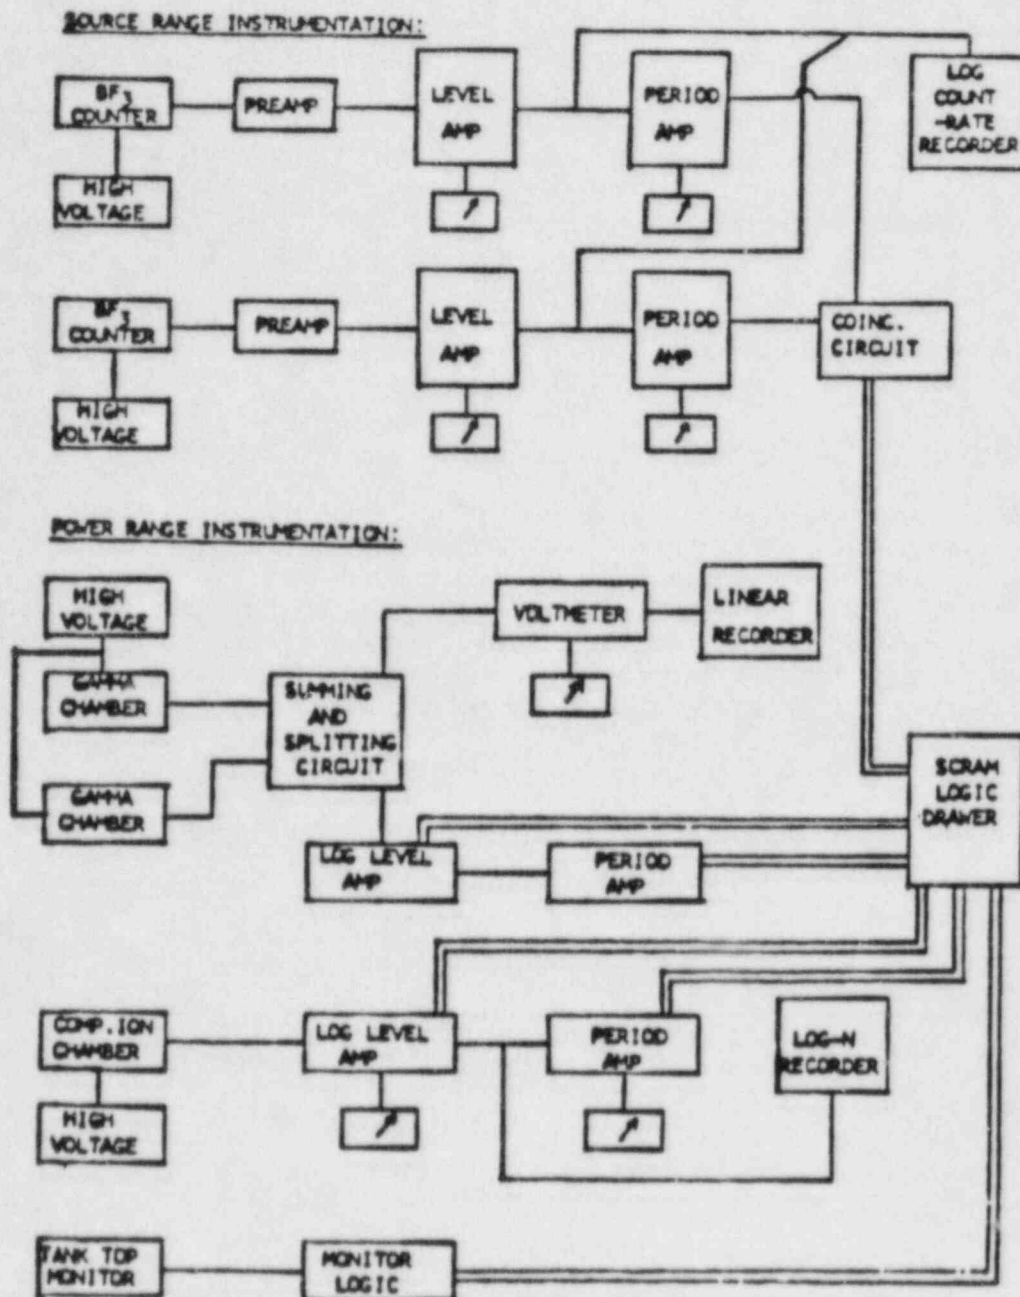 SOURCE RANGE INSTRUMENTATION:
BF3
COUNTER
PREAMP
LEVEL
AMP
PERIOD
AMP
LOG
COUNT
-RATE
RECORDER
HIGH
VOLTAGE
BF3
COUNTER
PREAMP
LEVEL
AMP
PERIOD
AMP
COINC.
CIRCUIT
HIGH
VOLTAGE
POWER RANGE INSTRUMENTATION:
HIGH
VOLTAGE
VOLTMETER
LINEAR
RECORDER
GAMMA
CHAMBER
SUMMING
AND
SPLITTING
CIRCUIT
GAMMA
CHAMBER
SCRAM
LOGIC
DRAWER
LOG LEVEL
AMP
PERIOD
AMP
COMP.ION
CHAMBER
LOG LEVEL
AMP
PERIOD
AMP
LOG-N
RECORDER
HIGH
VOLTAGE
TANK TOP
MONITOR
MONITOR
LOGIC